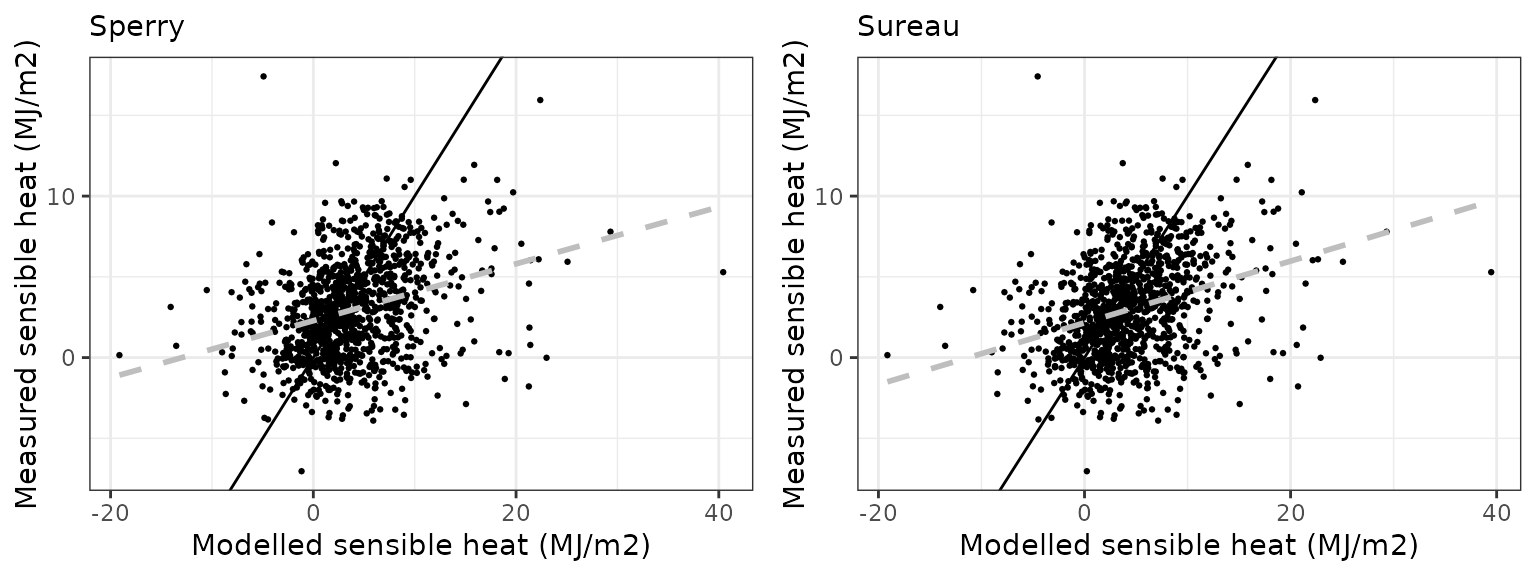 Sperry
Measured sensible heat (MJ/m2)
10
0
-20 0 20 40
Modelled sensible heat (MJ/m2)
Sureau
Measured sensible heat (MJ/m2)
10
0
-20 0 20 40
Modelled sensible heat (MJ/m2)